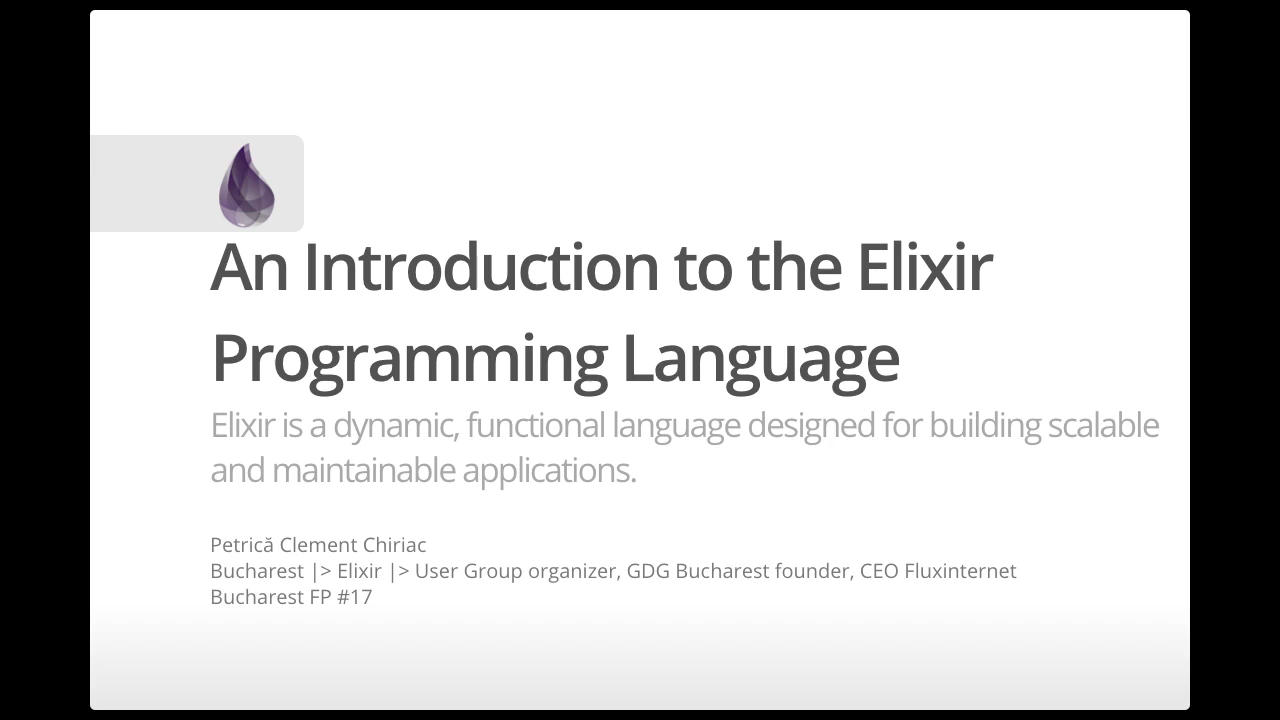 An Introduction to the Elixir
Programming Language
Elixir is a dynamic, functional language designed for building scalable
and maintainable applications.
Petrică Clement Chiriac
Bucharest |> Elixir |> User Group organizer, GDG Bucharest founder, CEO Fluxinternet
Bucharest FP #17